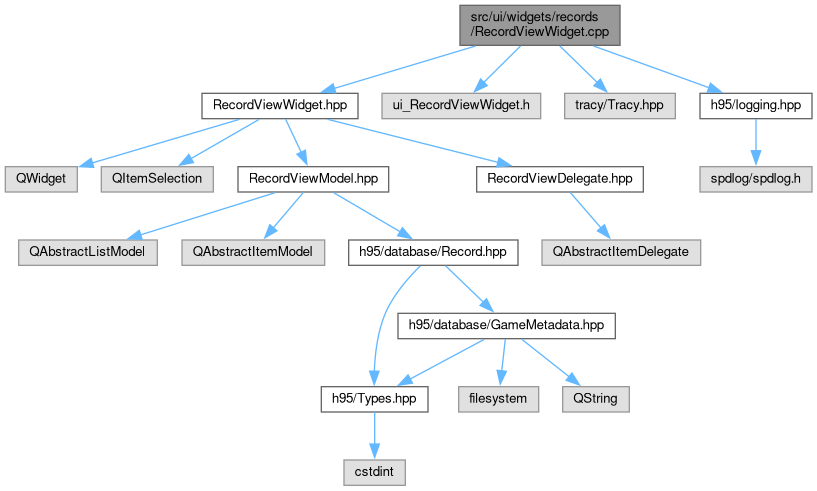 src/ui/widgets/records
/RecordViewWidget.cpp
RecordViewWidget.hpp
ui_RecordViewWidget.h
tracy/Tracy.hpp
h95/logging.hpp
QWidget
QItemSelection
RecordViewModel.hpp
RecordViewDelegate.hpp
spdlog/spdlog.h
QAbstractListModel
QAbstractItemModel
h95/database/Record.hpp
QAbstractItemDelegate
h95/database/GameMetadata.hpp
h95/Types.hpp
filesystem
QString
cstdint